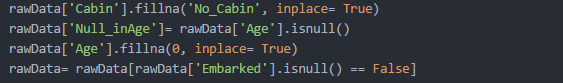 rawData['Cabin'].fillna('No_Cabin', inplace= True)
rawData['Null_inAge']= rawData['Age'].isnull()
rawData['Age'].fillna(0, inplace= True)
rawData= rawData[rawData['Embarked'].isnull() == False]